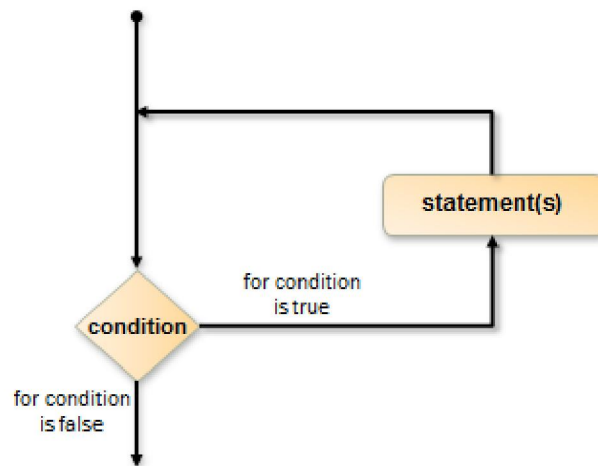 statement(s)
for condition
is true
condition
for condition
is false